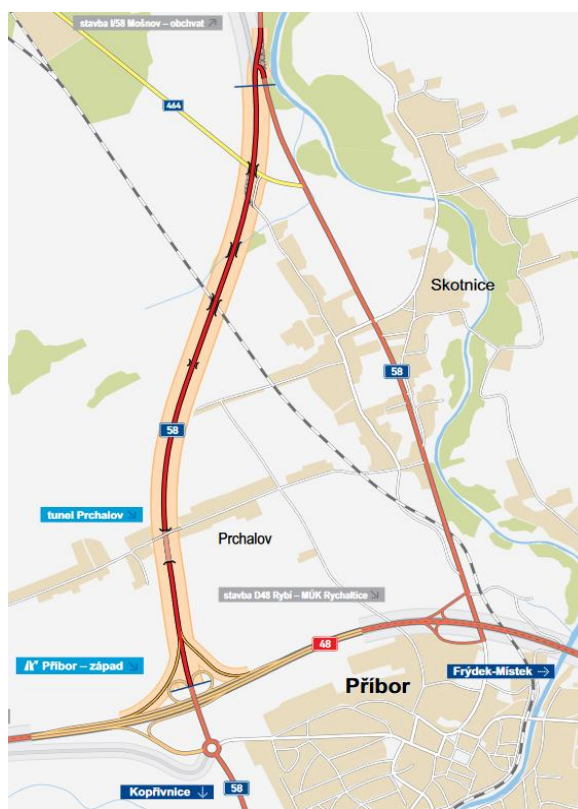 stavba I/58 Mošnov – obchvat
464
Skotnice
58
58
tunel Prchalov
Prchalov
stavba D48 Rybí – MÚK Rychaltice
48
Příbor – západ
Frýdek-Místek →
Příbor
Kopřivnice ↓
58